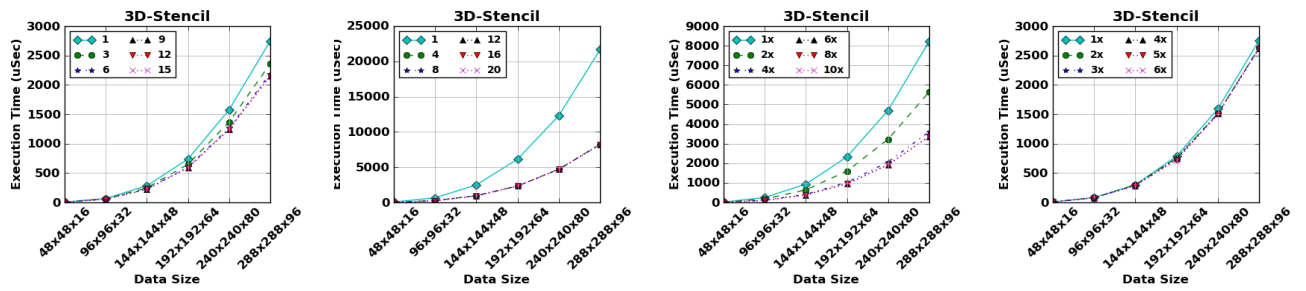 3D-Stencil
Execution Time (uSec)
3000
2500
2000
1500
1000
500
0
1
3
6
9
12
15
48x48x16
96x96x32
144x144x48
192x192x64
240x240x80
288x288x96
Data Size
3D-Stencil
Execution Time (uSec)
25000
20000
15000
10000
5000
0
1
4
8
12
16
20
48x48x16
96x96x32
144x144x48
192x192x64
240x240x80
288x288x96
Data Size
3D-Stencil
Execution Time (uSec)
9000
8000
7000
6000
5000
4000
3000
2000
1000
0
1x
2x
4x
6x
8x
10x
48x48x16
96x96x32
144x144x48
192x192x64
240x240x80
288x288x96
Data Size
3D-Stencil
Execution Time (uSec)
3000
2500
2000
1500
1000
500
0
1x
2x
3x
4x
5x
6x
48x48x16
96x96x32
144x144x48
192x192x64
240x240x80
288x288x96
Data Size